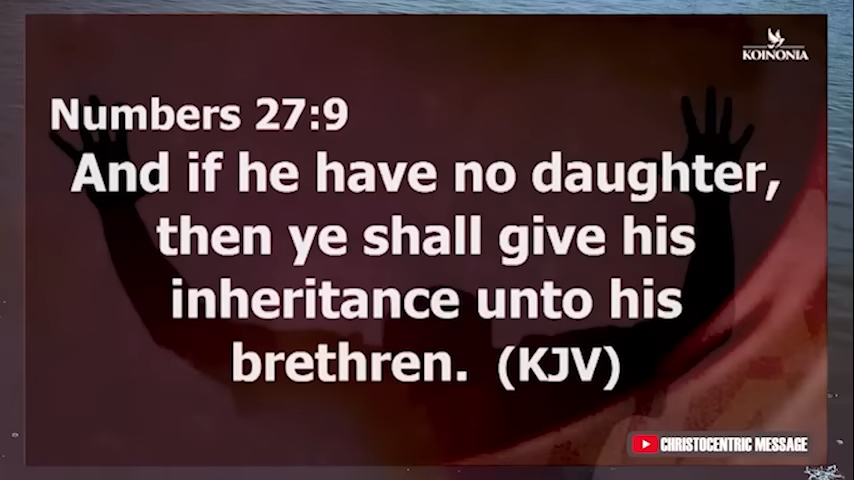 KOINONIA
Numbers 27:9
And if he have no daughter,
then ye shall give his
inheritance unto his
brethren. (KJV)
CHRISTOCENTRIC MESSAGE